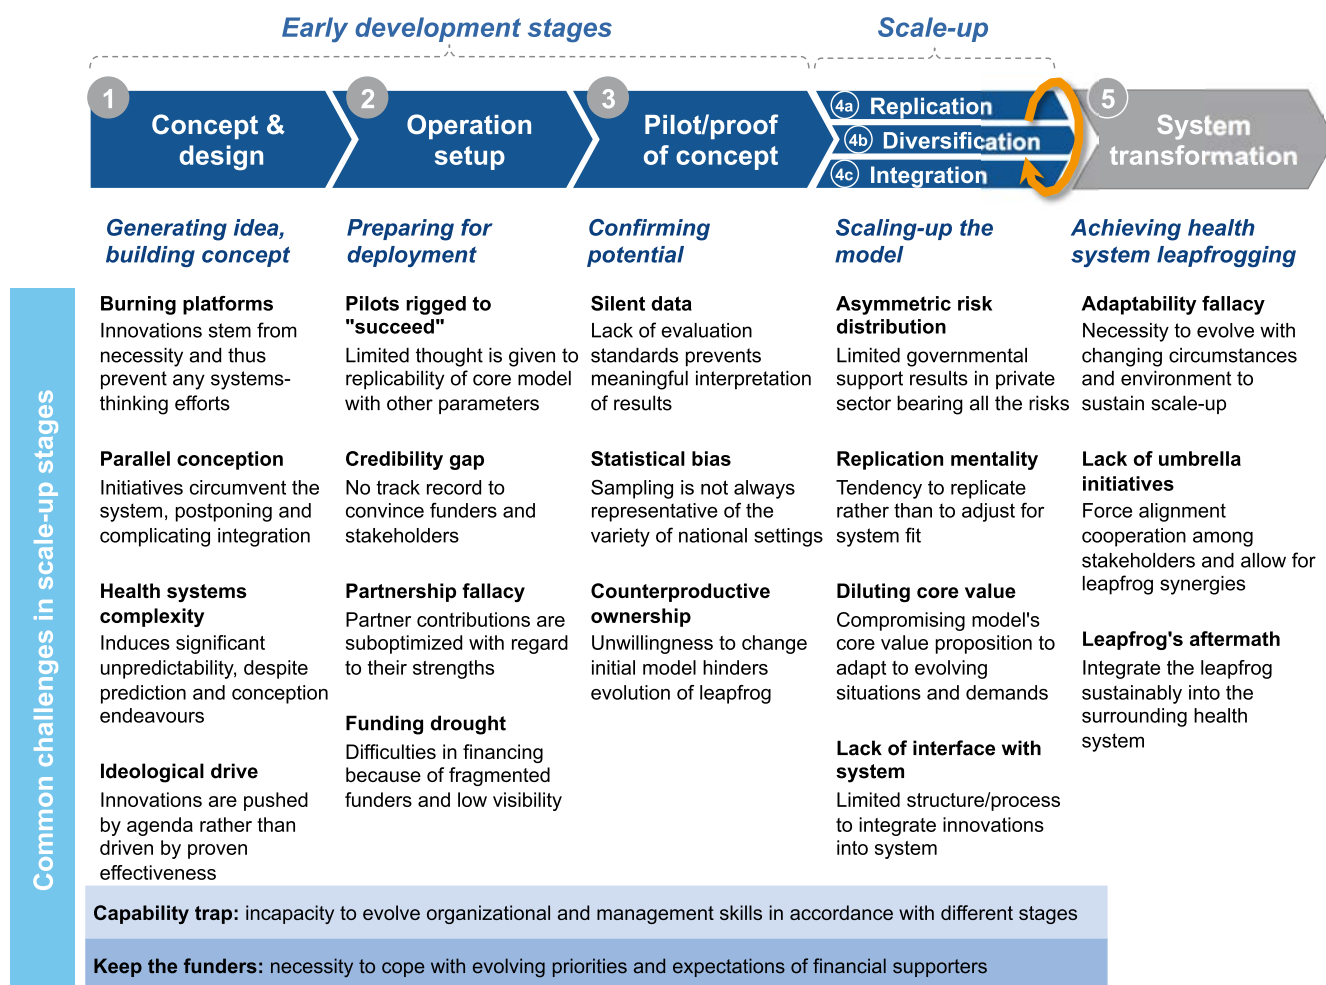 Early development stages
Scale-up
1
Concept &
design
2
Operation
setup
3
Pilot/proof
of concept
4a Replication
4b Diversification
4c Integration
5
System
transformation
Generating idea,
building concept
Preparing for
deployment
Confirming
potential
Scaling-up the
model
Achieving health
system leapfrogging
Common challenges in scale-up stages
Burning platforms
Innovations stem from
necessity and thus
prevent any systems-
thinking efforts
Parallel conception
Initiatives circumvent the
system, postponing and
complicating integration
Health systems
complexity
Induces significant
unpredictability, despite
prediction and conception
endeavours
Ideological drive
Innovations are pushed
by agenda rather than
driven by proven
effectiveness
Pilots rigged to
"succeed"
Limited thought is given to
replicability of core model
with other parameters
Credibility gap
No track record to
convince funders and
stakeholders
Partnership fallacy
Partner contributions are
suboptimized with regard
to their strengths
Funding drought
Difficulties in financing
because of fragmented
funders and low visibility
Silent data
Lack of evaluation
standards prevents
meaningful interpretation
of results
Statistical bias
Sampling is not always
representative of the
variety of national settings
Counterproductive
ownership
Unwillingness to change
initial model hinders
evolution of leapfrog
Asymmetric risk
distribution
Limited governmental
support results in private
sector bearing all the risks
Replication mentality
Tendency to replicate
rather than to adjust for
system fit
Diluting core value
Compromising model's
core value proposition to
adapt to evolving
situations and demands
Lack of interface with
system
Limited structure/process
to integrate innovations
into system
Adaptability fallacy
Necessity to evolve with
changing circumstances
and environment to
sustain scale-up
Lack of umbrella
initiatives
Force alignment
cooperation among
stakeholders and allow for
leapfrog synergies
Leapfrog's aftermath
Integrate the leapfrog
sustainably into the
surrounding health
system
Capability trap: incapacity to evolve organizational and management skills in accordance with different stages
Keep the funders: necessity to cope with evolving priorities and expectations of financial supporters